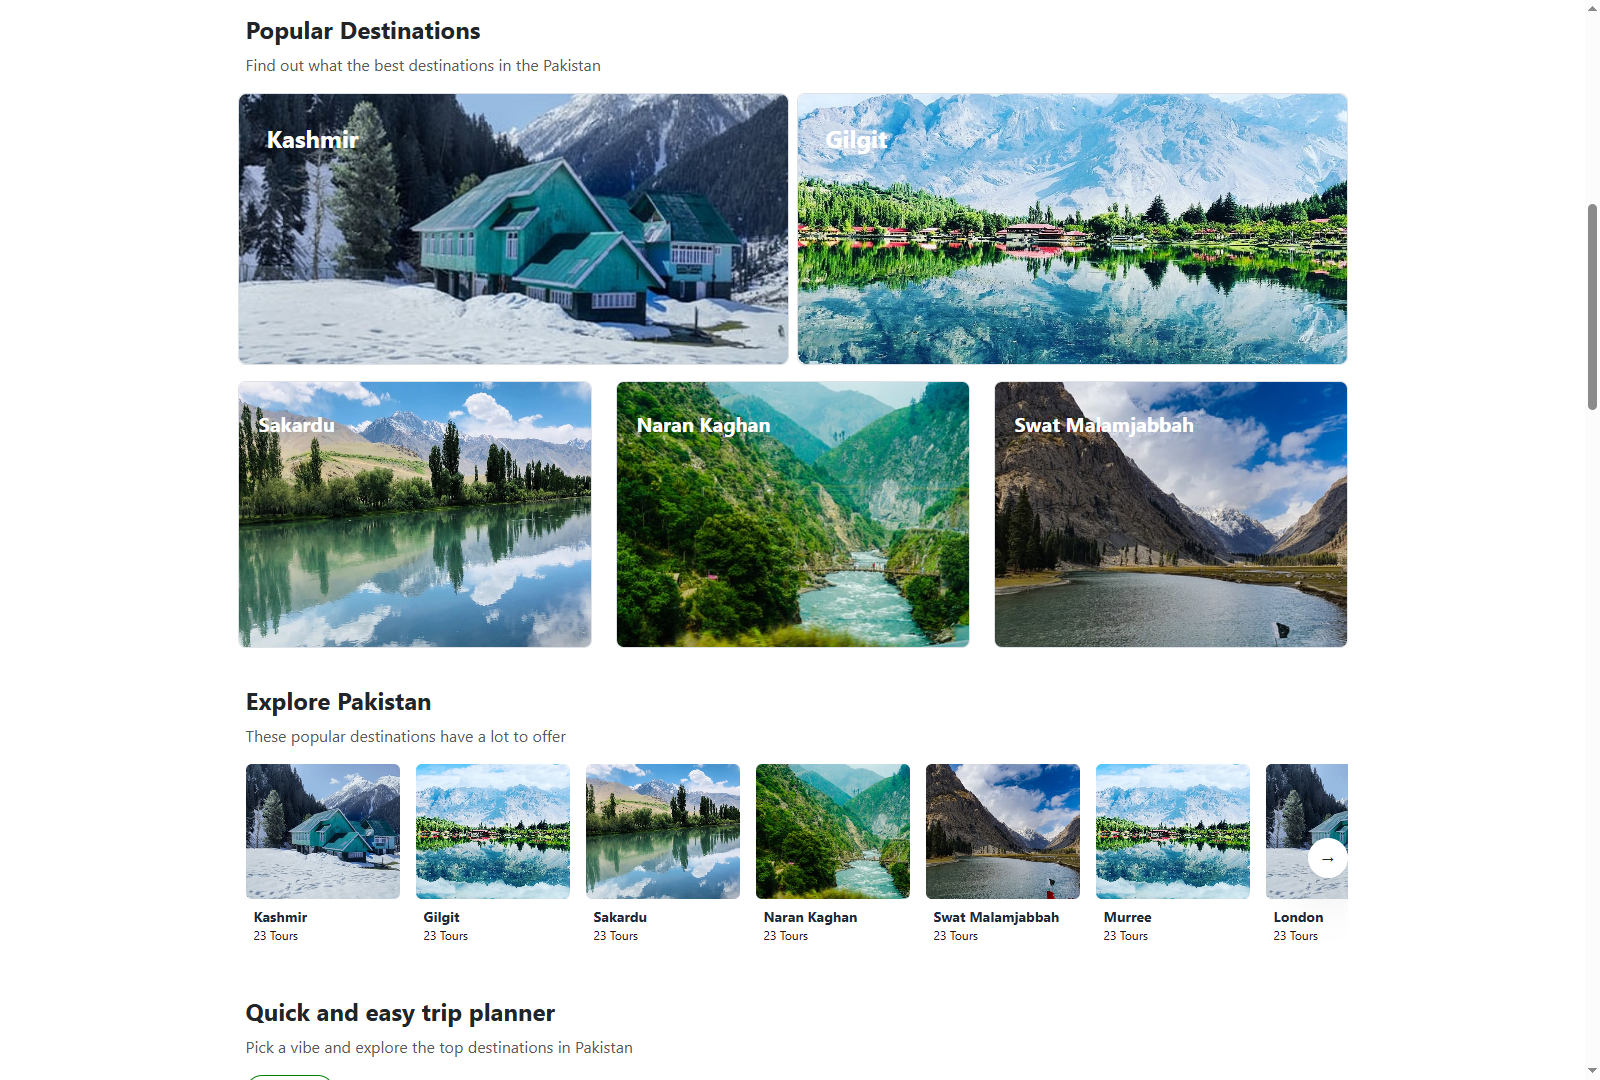 Popular Destinations
Find out what the best destinations in the Pakistan
Kashmir
Gilgit
Sakardu
Naran Kaghan
Swat Malamjabbah
Explore Pakistan
These popular destinations have a lot to offer
→
Kashmir
23 Tours
Gilgit
23 Tours
Sakardu
23 Tours
Naran Kaghan
23 Tours
Swat Malamjabbah
23 Tours
Murree
23 Tours
London
23 Tours
Quick and easy trip planner
Pick a vibe and explore the top destinations in Pakistan